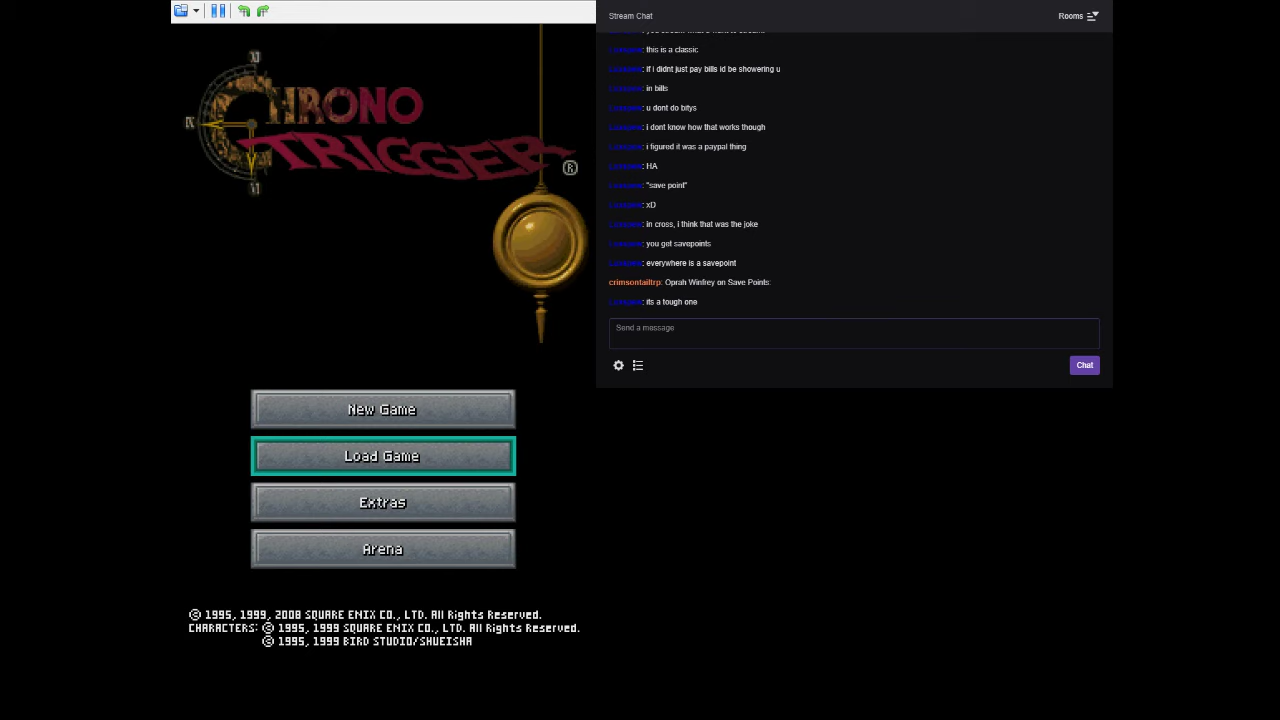 CHRONO
TRIGGER
®
New Game
Load Game
Extras
Arena
© 1995, 1999, 2008 SQUARE ENIX CO., LTD. All Rights Reserved.
CHARACTERS: © 1995, 1999 SQUARE ENIX CO., LTD. All Rights Reserved.
© 1995, 1999 BIRD STUDIO/SHUEISHA
Stream Chat
Rooms
: this is a classic
: if i didnt just pay bills id be showering u
: in bills
: u dont do bitys
: i dont know how that works though
: i figured it was a paypal thing
: HA
: "save point"
: xD
: in cross, i think that was the joke
: you get savepoints
: everywhere is a savepoint
crimsontailtrp: Oprah Winfrey on Save Points:
: its a tough one
Send a message
Chat